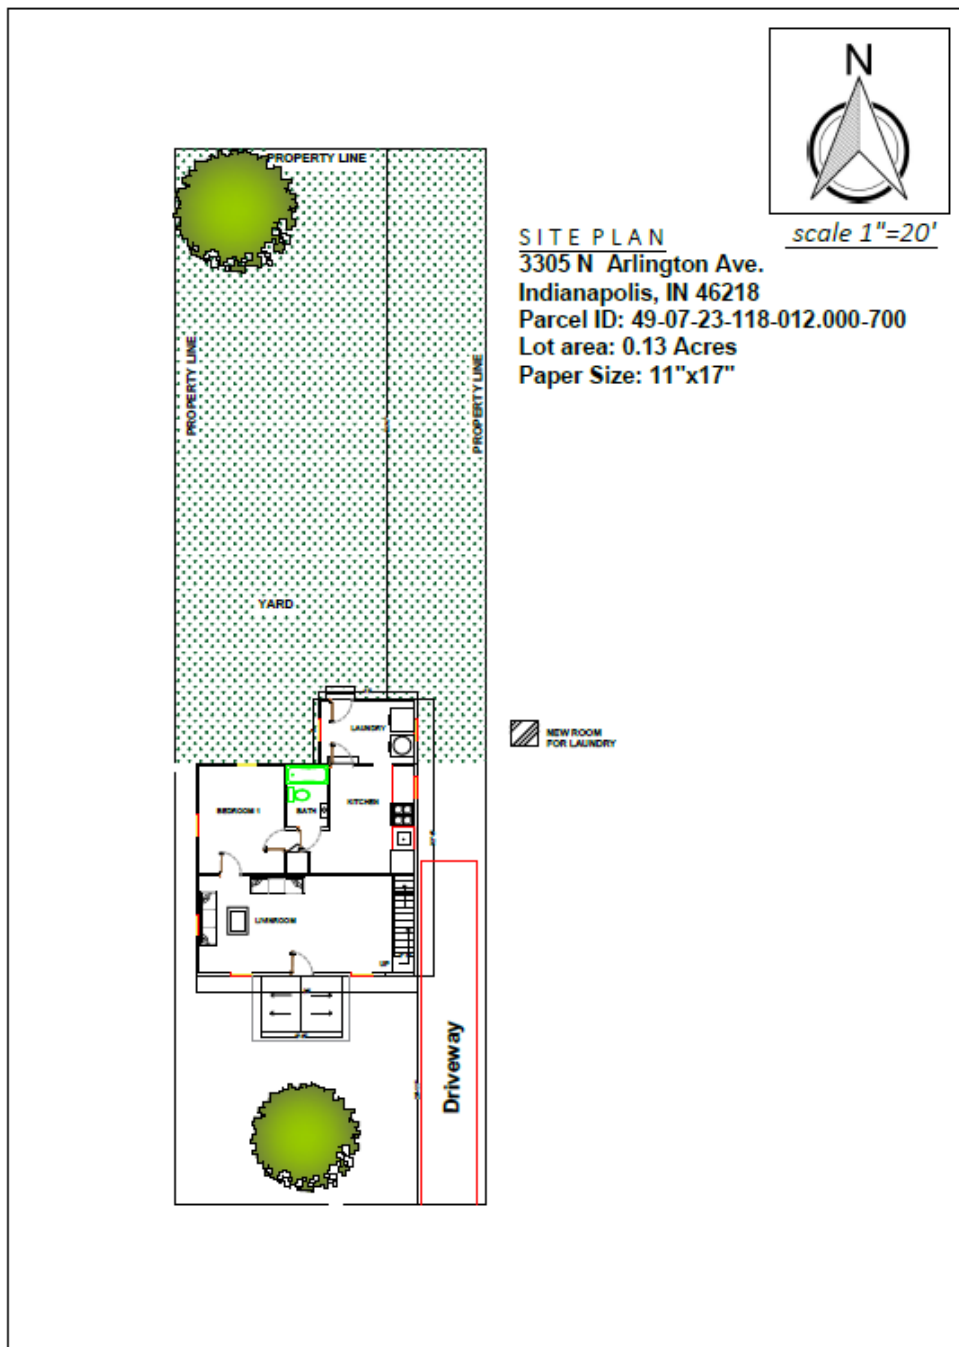 N
scale 1"=20'
SITE PLAN
3305 N Arlington Ave.
Indianapolis, IN 46218
Parcel ID: 49-07-23-118-012.000-700
Lot area: 0.13 Acres
Paper Size: 11"x17"
PROPERTY LINE
PROPERTY LINE
PROPERTY LINE
YARD
LAUNDRY
NEW ROOM
FOR LAUNDRY
BEDROOM 1
BATH
KITCHEN
LIVINGROOM
UP
Driveway